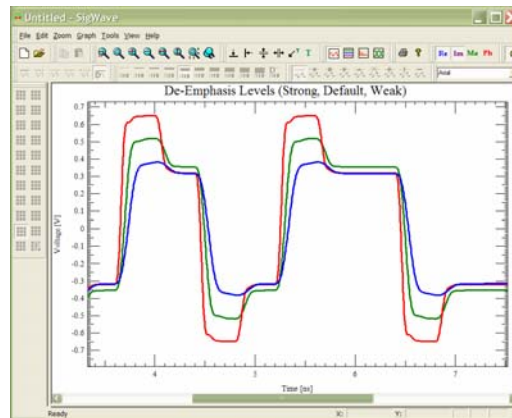 Untitled - SigWave
File Edit Zoom Graph Tools View Help
Re Im Ma Ph
Arial
De-Emphasis Levels (Strong, Default, Weak)
0.7
0.6
0.5
0.4
0.3
0.2
0.1
0
-0.1
-0.2
-0.3
-0.4
-0.5
-0.6
-0.7
Voltage [V]
4 5 6 7
Time [ns]
Ready X: Y: